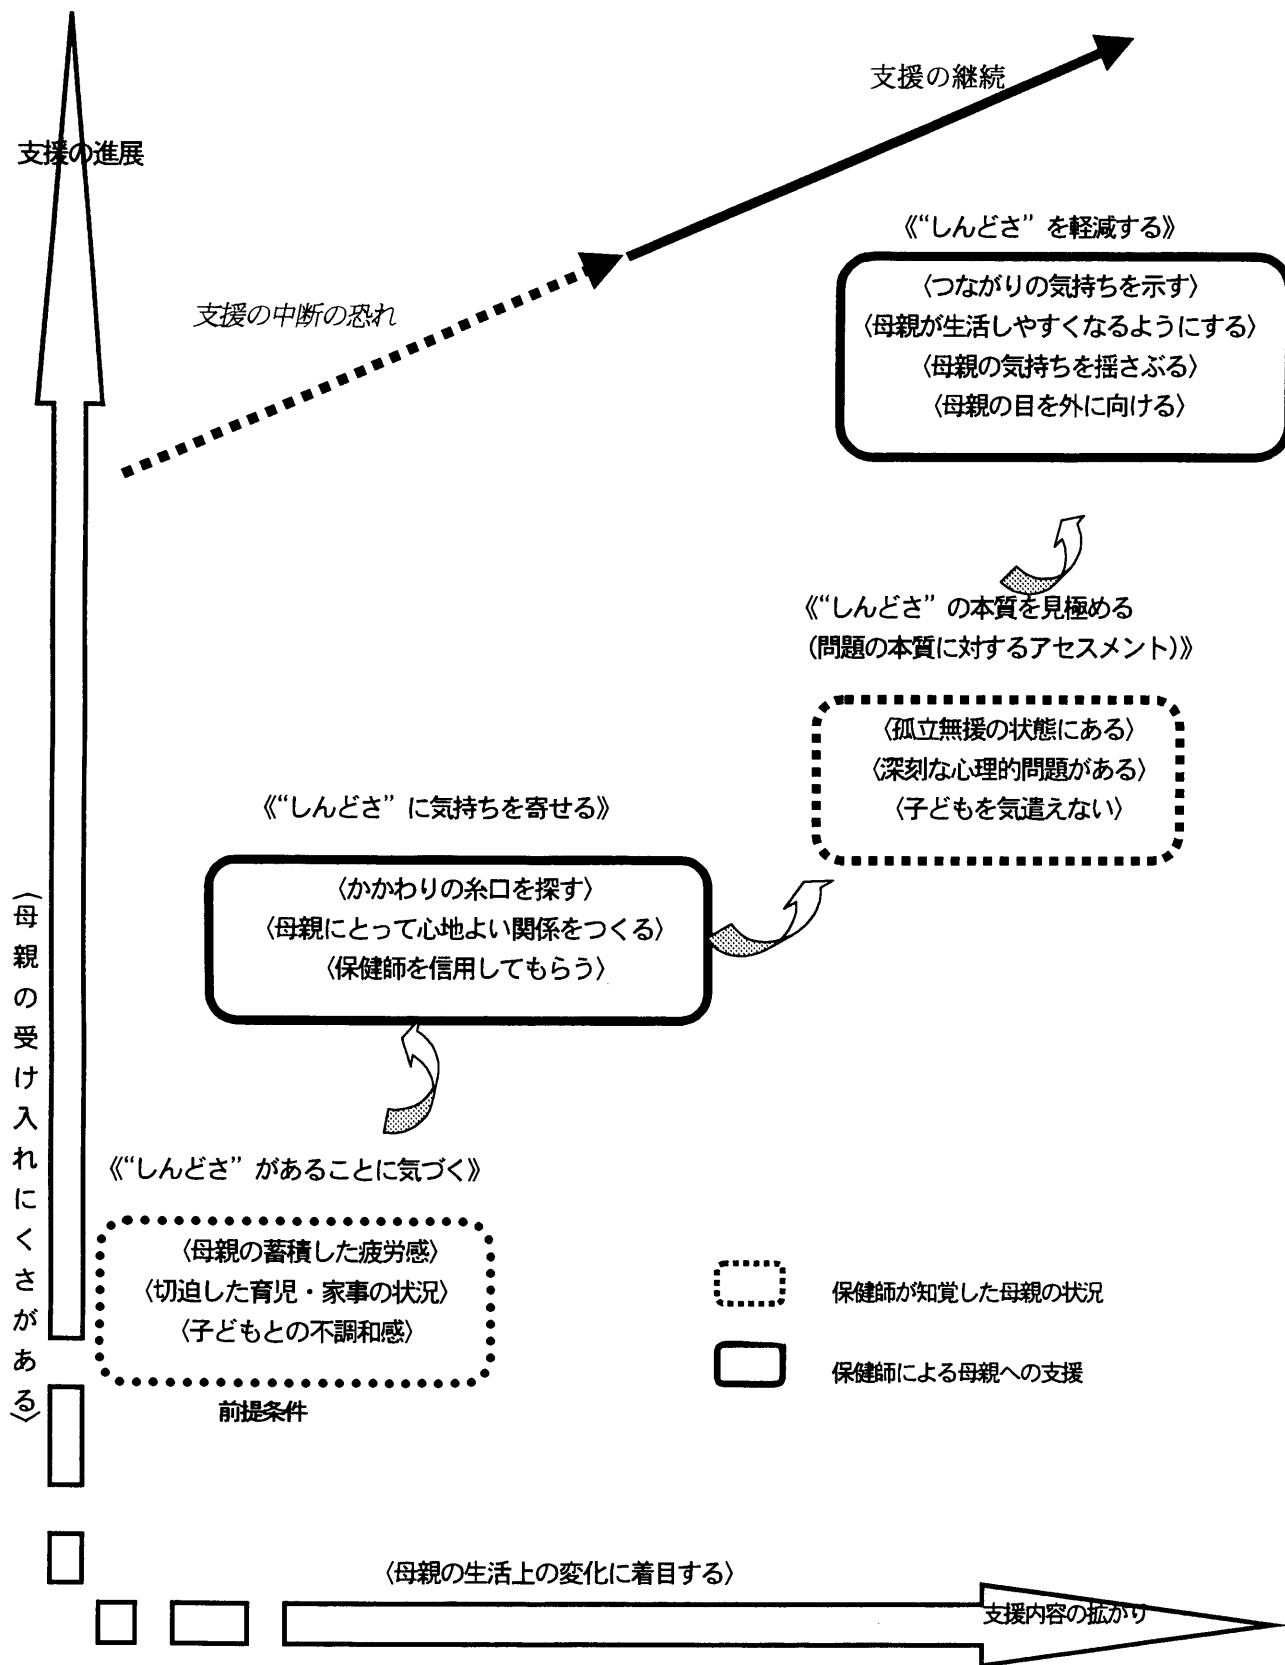 支援の継続
支援の進展
《“しんどさ” を軽減する》
〈つながりの気持ちを示す〉
〈母親が生活しやすくなるようにする〉
〈母親の気持ちを揺さぶる〉
〈母親の目を外に向ける〉
支援の中断の恐れ
《“しんどさ” の本質を見極める
(問題の本質に対するアセスメント)》
〈孤立無援の状態にある〉
〈深刻な心理的問題がある〉
〈子どもを気遣えない〉
《“しんどさ” に気持ちを寄せる》
〈かかわりの糸口を探す〉
〈母親にとって心地よい関係をつくる〉
〈保健師を信用してもらう〉
〈母親の受け入れにくさがある〉
《“しんどさ” があることに気づく》
〈母親の蓄積した疲労感〉
〈切迫した育児・家事の状況〉
〈子どもとの不調和感〉
前提条件
保健師が知覚した母親の状況
保健師による母親への支援
〈母親の生活上の変化に着目する〉
支援内容の拡がり